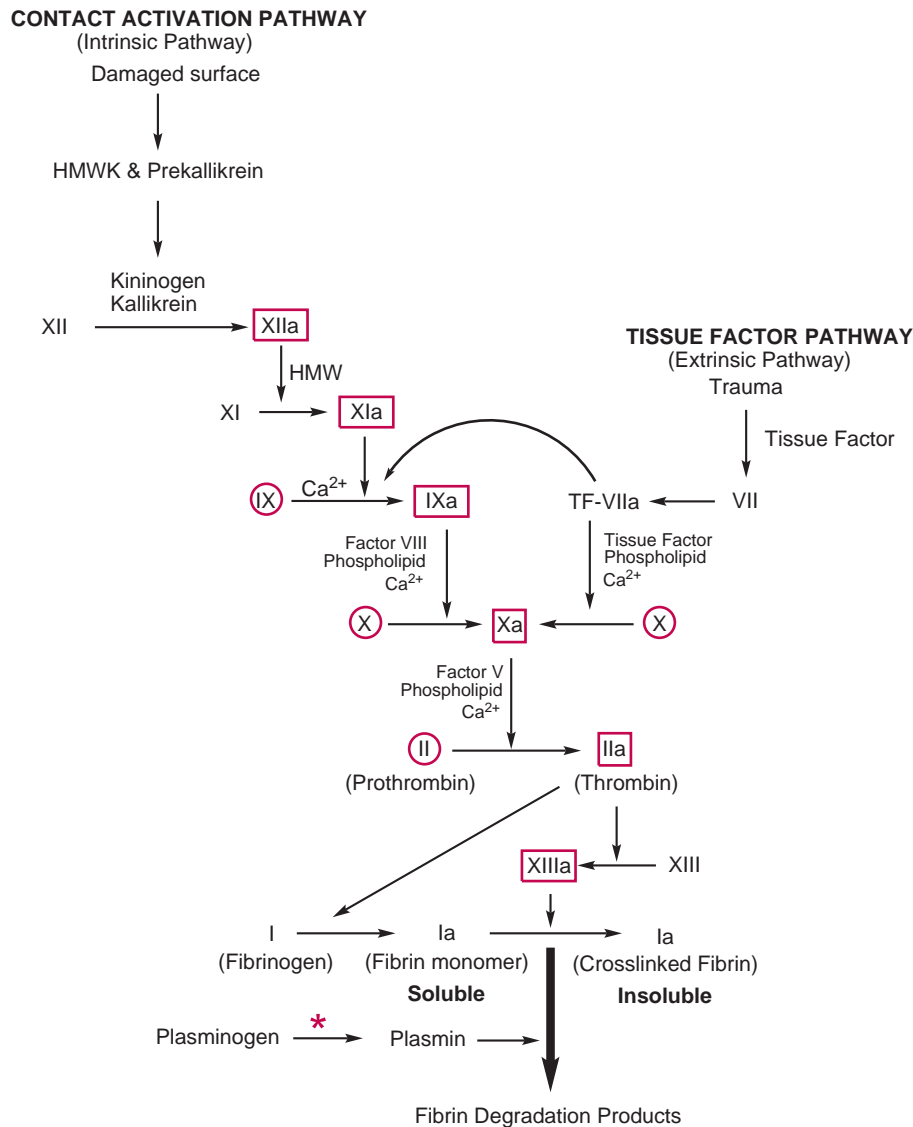 CONTACT ACTIVATION PATHWAY
(Intrinsic Pathway)
Damaged surface
HMWK & Prekallikrein
Kininogen
Kallikrein
XII
XIIa
HMW
XI
XIa
TISSUE FACTOR PATHWAY
(Extrinsic Pathway)
Trauma
Tissue Factor
IX
Ca²⁺
IXa
TF-VIIa
VII
Factor VIII
Phospholipid
Ca²⁺
Tissue Factor
Phospholipid
Ca²⁺
X
Xa
X
Factor V
Phospholipid
Ca²⁺
II
(Prothrombin)
IIa
(Thrombin)
XIIIa
XIII
I
(Fibrinogen)
Ia
(Fibrin monomer)
Soluble
Ia
(Crosslinked Fibrin)
Insoluble
Plasminogen
*
Plasmin
Fibrin Degradation Products